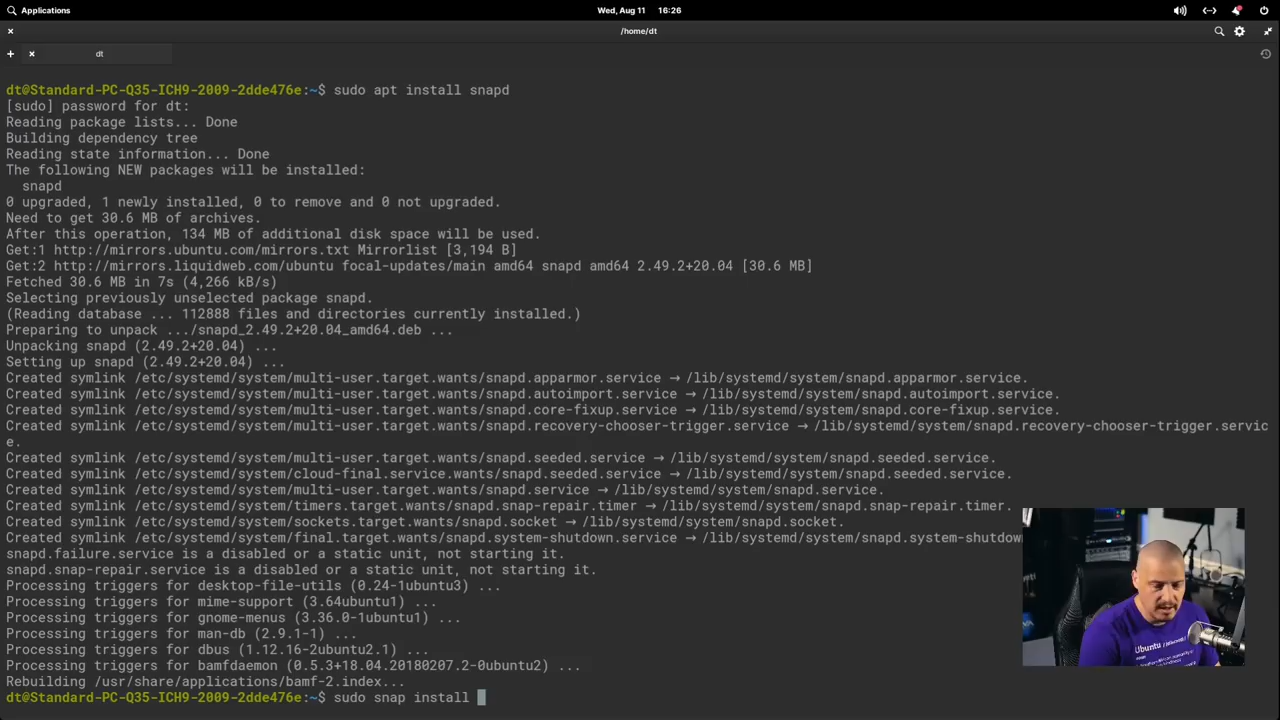 Applications
Wed, Aug 11 16:26
/home/dt
dt
dt@Standard-PC-Q35-ICH9-2009-2dde476e:~$ sudo apt install snapd
[sudo] password for dt:
Reading package lists... Done
Building dependency tree
Reading state information... Done
The following NEW packages will be installed:
snapd
0 upgraded, 1 newly installed, 0 to remove and 0 not upgraded.
Need to get 30.6 MB of archives.
After this operation, 134 MB of additional disk space will be used.
Get:1 http://mirrors.ubuntu.com/mirrors.txt Mirrorlist [3,194 B]
Get:2 http://mirrors.liquidweb.com/ubuntu focal-updates/main amd64 snapd amd64 2.49.2+20.04 [30.6 MB]
Fetched 30.6 MB in 7s (4,266 kB/s)
Selecting previously unselected package snapd.
(Reading database ... 112888 files and directories currently installed.)
Preparing to unpack .../snapd_2.49.2+20.04_amd64.deb ...
Unpacking snapd (2.49.2+20.04) ...
Setting up snapd (2.49.2+20.04) ...
Created symlink /etc/systemd/system/multi-user.target.wants/snapd.apparmor.service → /lib/systemd/system/snapd.apparmor.service.
Created symlink /etc/systemd/system/multi-user.target.wants/snapd.autoimport.service → /lib/systemd/system/snapd.autoimport.service.
Created symlink /etc/systemd/system/multi-user.target.wants/snapd.core-fixup.service → /lib/systemd/system/snapd.core-fixup.service.
Created symlink /etc/systemd/system/multi-user.target.wants/snapd.recovery-chooser-trigger.service → /lib/systemd/system/snapd.recovery-chooser-trigger.servic
e.
Created symlink /etc/systemd/system/multi-user.target.wants/snapd.seeded.service → /lib/systemd/system/snapd.seeded.service.
Created symlink /etc/systemd/system/cloud-final.service.wants/snapd.seeded.service → /lib/systemd/system/snapd.seeded.service.
Created symlink /etc/systemd/system/multi-user.target.wants/snapd.service → /lib/systemd/system/snapd.service.
Created symlink /etc/systemd/system/timers.target.wants/snapd.snap-repair.timer → /lib/systemd/system/snapd.snap-repair.timer.
Created symlink /etc/systemd/system/sockets.target.wants/snapd.socket → /lib/systemd/system/snapd.socket.
Created symlink /etc/systemd/system/final.target.wants/snapd.system-shutdown.service → /lib/systemd/system/snapd.system-shutdow
snapd.failure.service is a disabled or a static unit, not starting it.
snapd.snap-repair.service is a disabled or a static unit, not starting it.
Processing triggers for desktop-file-utils (0.24-1ubuntu3) ...
Processing triggers for mime-support (3.64ubuntu1) ...
Processing triggers for gnome-menus (3.36.0-1ubuntu1) ...
Processing triggers for man-db (2.9.1-1) ...
Processing triggers for dbus (1.12.16-2ubuntu2.1) ...
Processing triggers for bamfdaemon (0.5.3+18.04.20180207.2-0ubuntu2) ...
Rebuilding /usr/share/applications/bamf-2.index...
dt@Standard-PC-Q35-ICH9-2009-2dde476e:~$ sudo snap install
Ubuntu